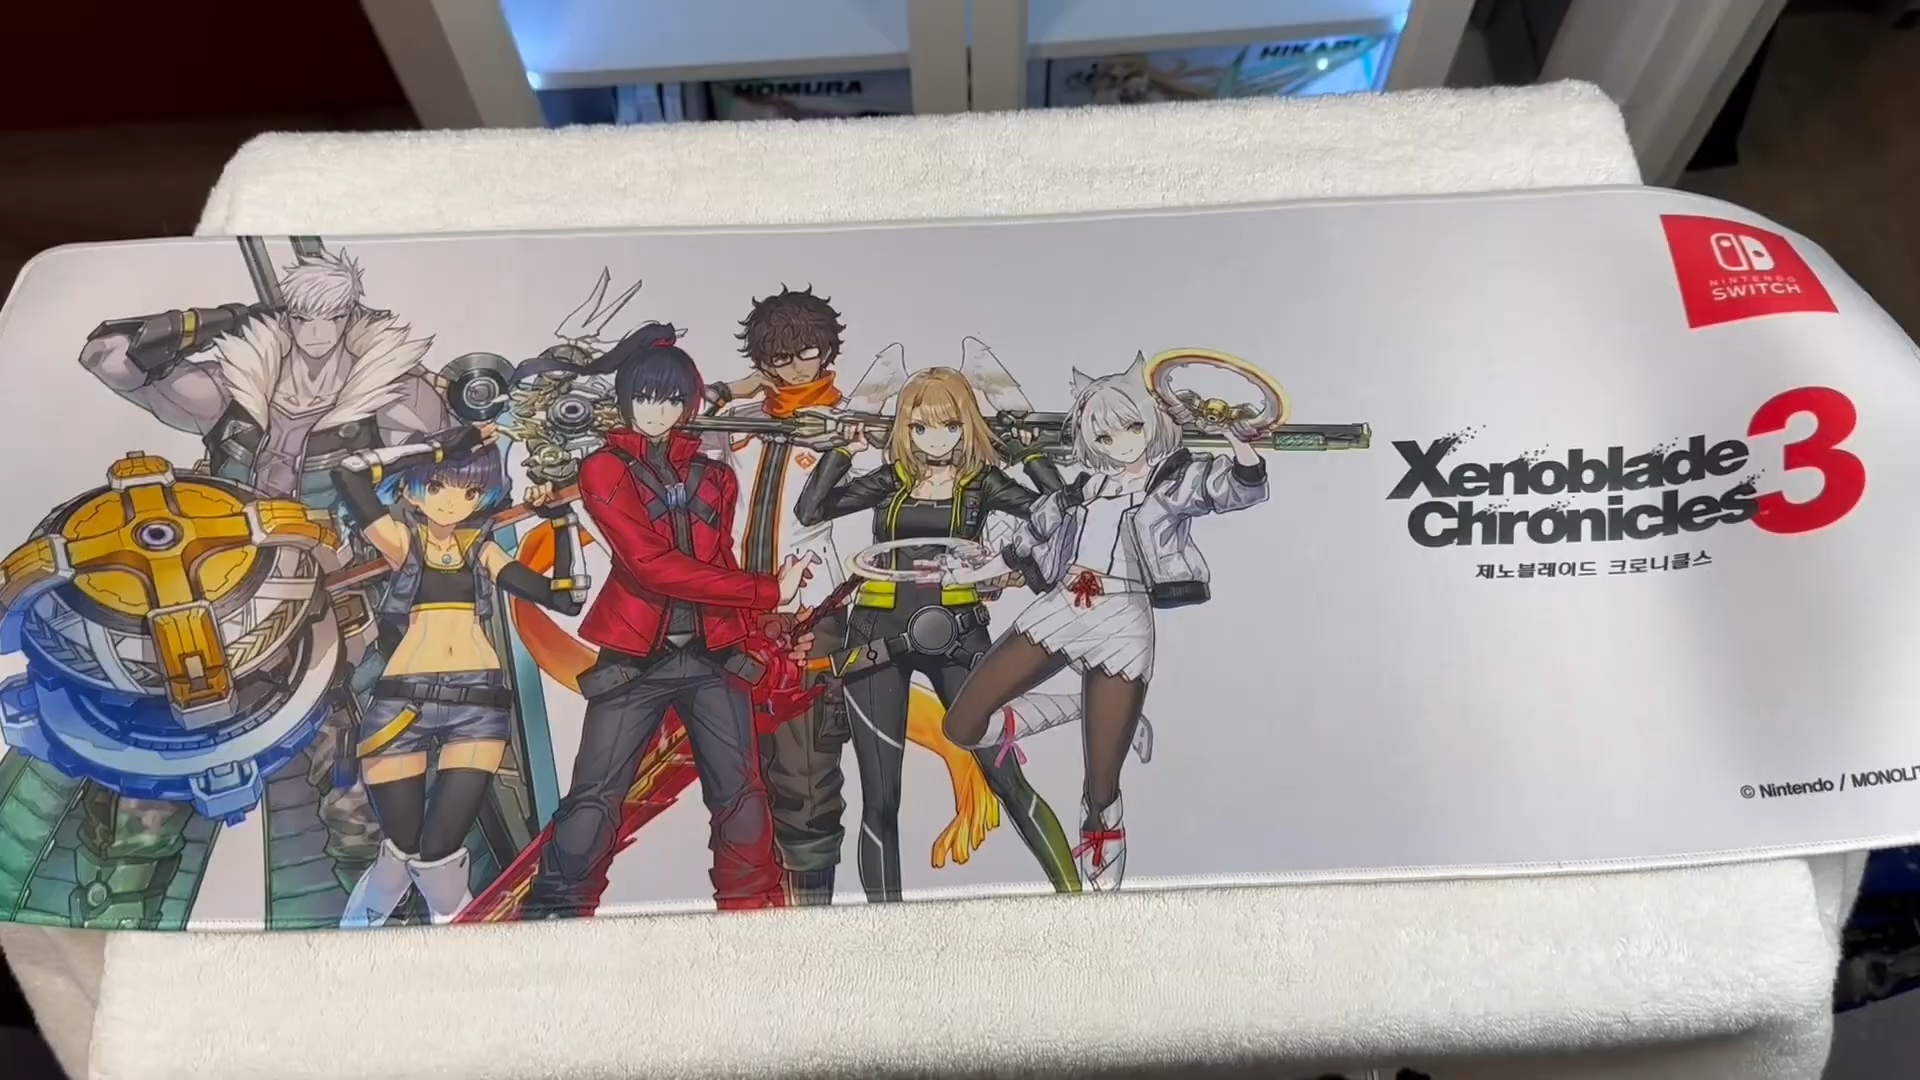 HOMURA
HIKARI
NINTENDO
SWITCH
Xenoblade
Chronicles 3
제노블레이드 크로니클스
© Nintendo / MONOLIT